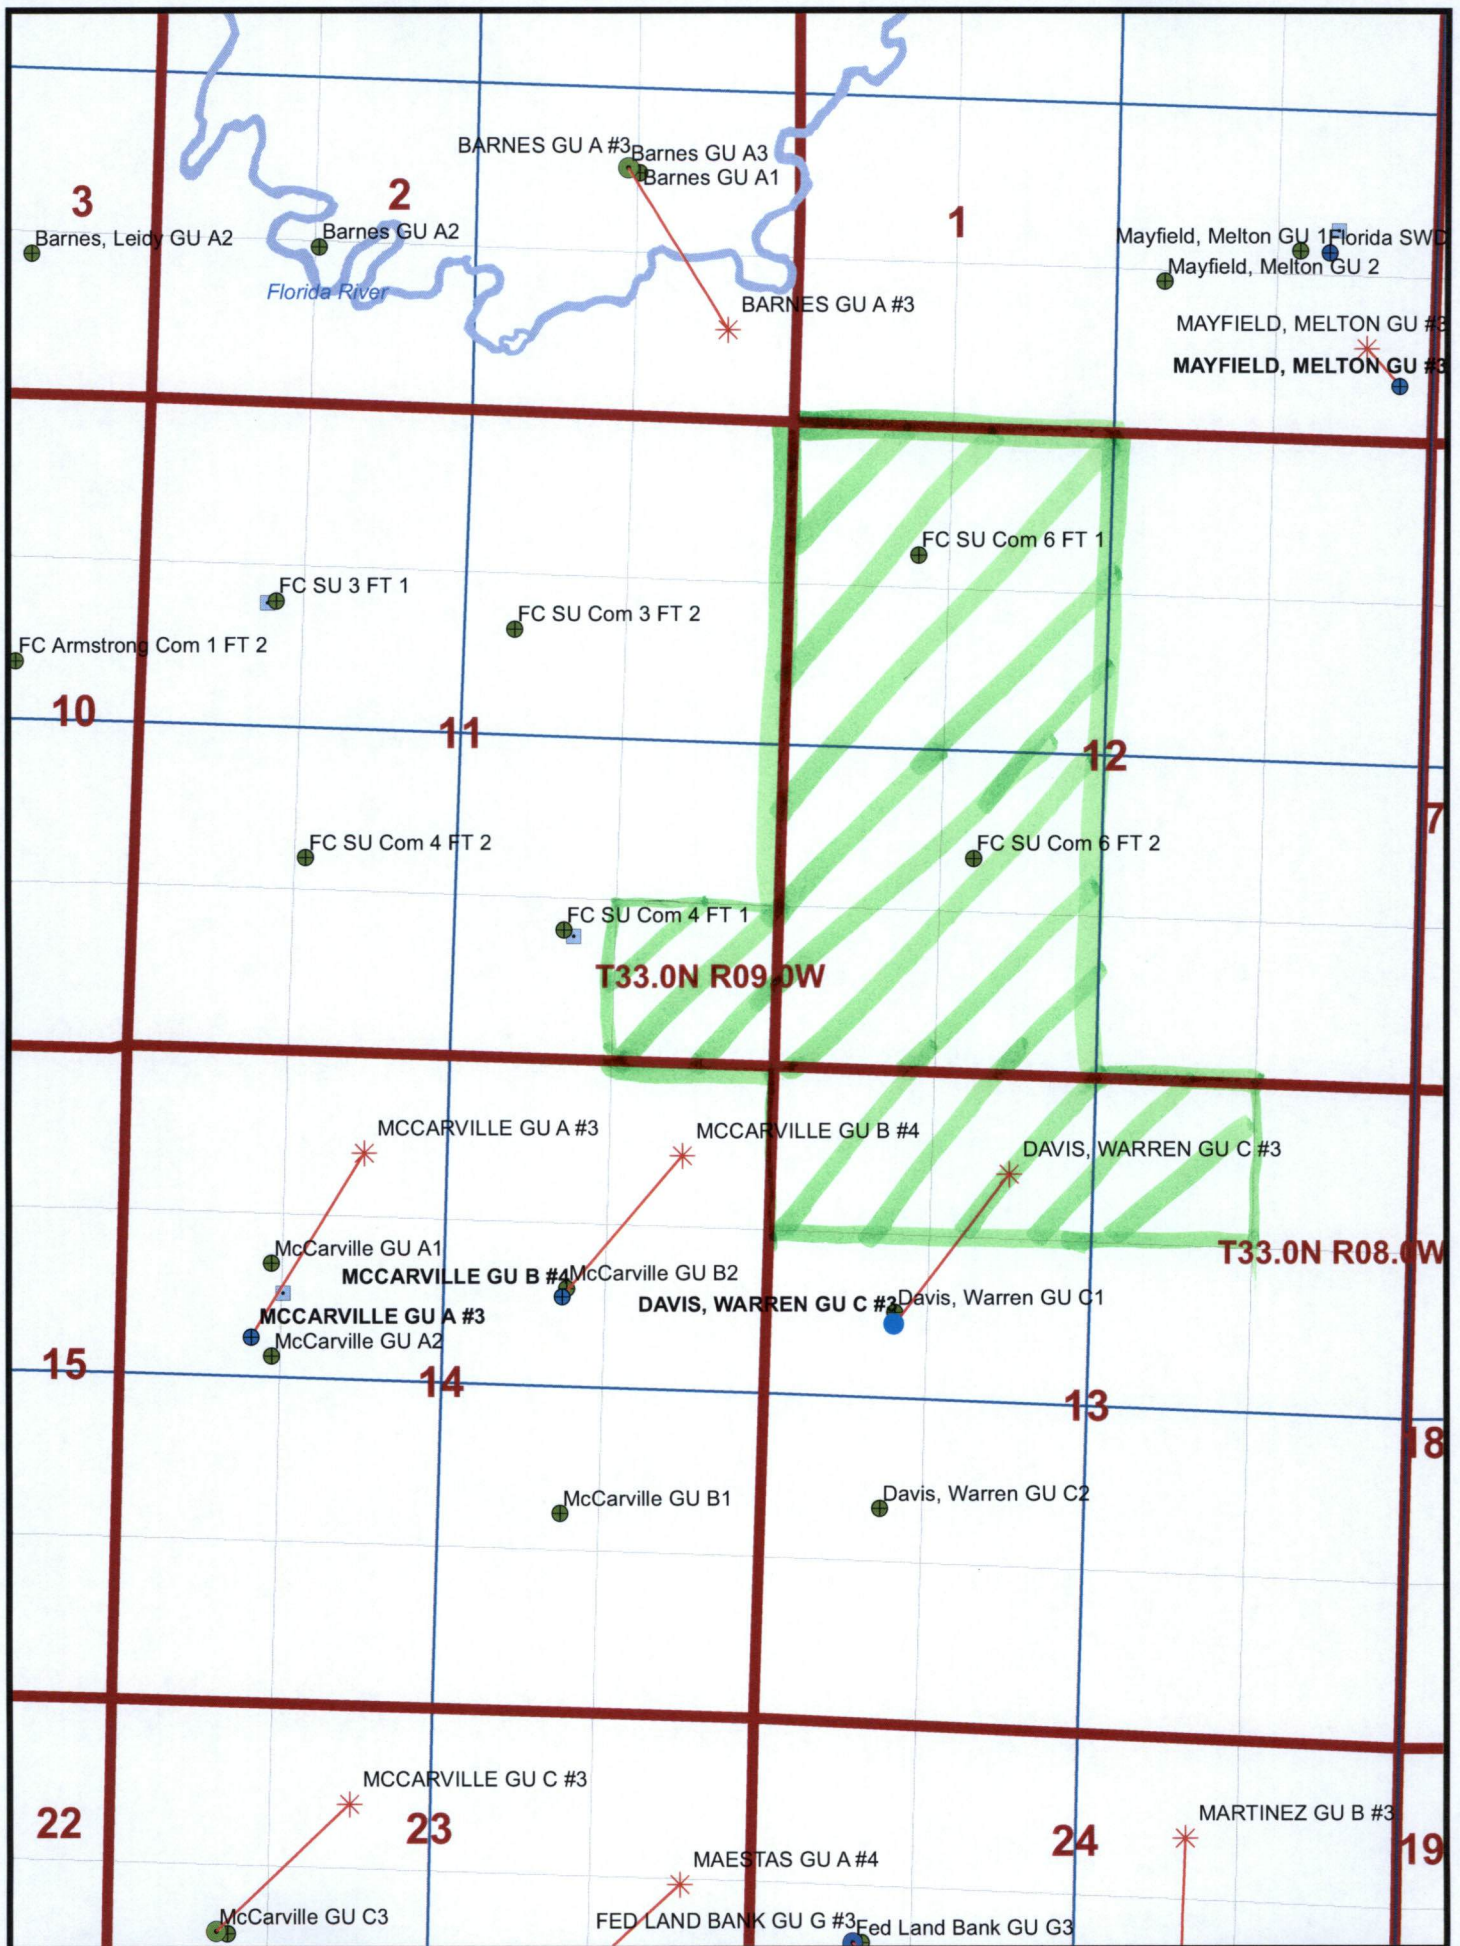 BARNES GU A #3
Barnes GU A3
Barnes GU A1
3
2
1
Barnes, Leidy GU A2
Barnes GU A2
Mayfield, Melton GU 1
Florida SWD
Mayfield, Melton GU 2
Florida River
BARNES GU A #3
MAYFIELD, MELTON GU #3
MAYFIELD, MELTON GU #3
FC SU Com 6 FT 1
FC SU 3 FT 1
FC SU Com 3 FT 2
FC Armstrong Com 1 FT 2
10
11
12
7
FC SU Com 4 FT 2
FC SU Com 6 FT 2
FC SU Com 4 FT 1
T33.0N R09.0W
MCCARVILLE GU A #3
MCCARVILLE GU B #4
DAVIS, WARREN GU C #3
McCarville GU A1
T33.0N R08.0W
MCCARVILLE GU B #4
McCarville GU B2
DAVIS, WARREN GU C #3
Davis, Warren GU C1
MCCARVILLE GU A #3
McCarville GU A2
15
14
13
18
McCarville GU B1
Davis, Warren GU C2
MCCARVILLE GU C #3
22
23
24
MARTINEZ GU B #3
19
MAESTAS GU A #4
McCarville GU C3
FED LAND BANK GU G #3
Fed Land Bank GU G3